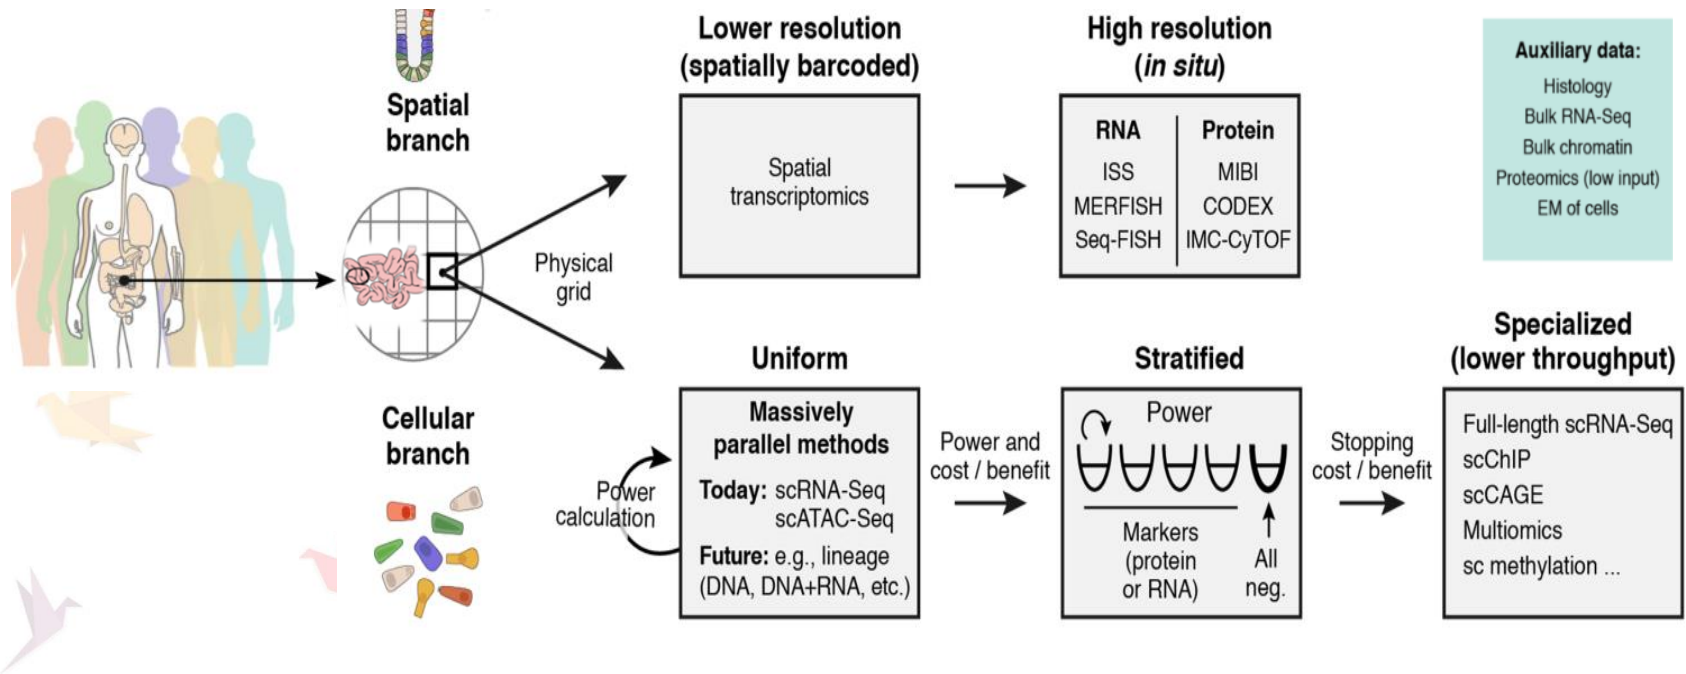 Spatial
branch
Physical
grid
Lower resolution
(spatially barcoded)
Spatial
transcriptomics
High resolution
(in situ)
RNA
ISS
MERFISH
Seq-FISH
Protein
MIBI
CODEX
IMC-CyTOF
Auxiliary data:
Histology
Bulk RNA-Seq
Bulk chromatin
Proteomics (low input)
EM of cells
Cellular
branch
Power
calculation
Uniform
Massively
parallel methods
Today: scRNA-Seq
scATAC-Seq
Future: e.g., lineage
(DNA, DNA+RNA, etc.)
Power and
cost / benefit
Stratified
Power
Markers
(protein
or RNA)
All
neg.
Stopping
cost / benefit
Specialized
(lower throughput)
Full-length scRNA-Seq
scChIP
scCAGE
Multiomics
sc methylation ...